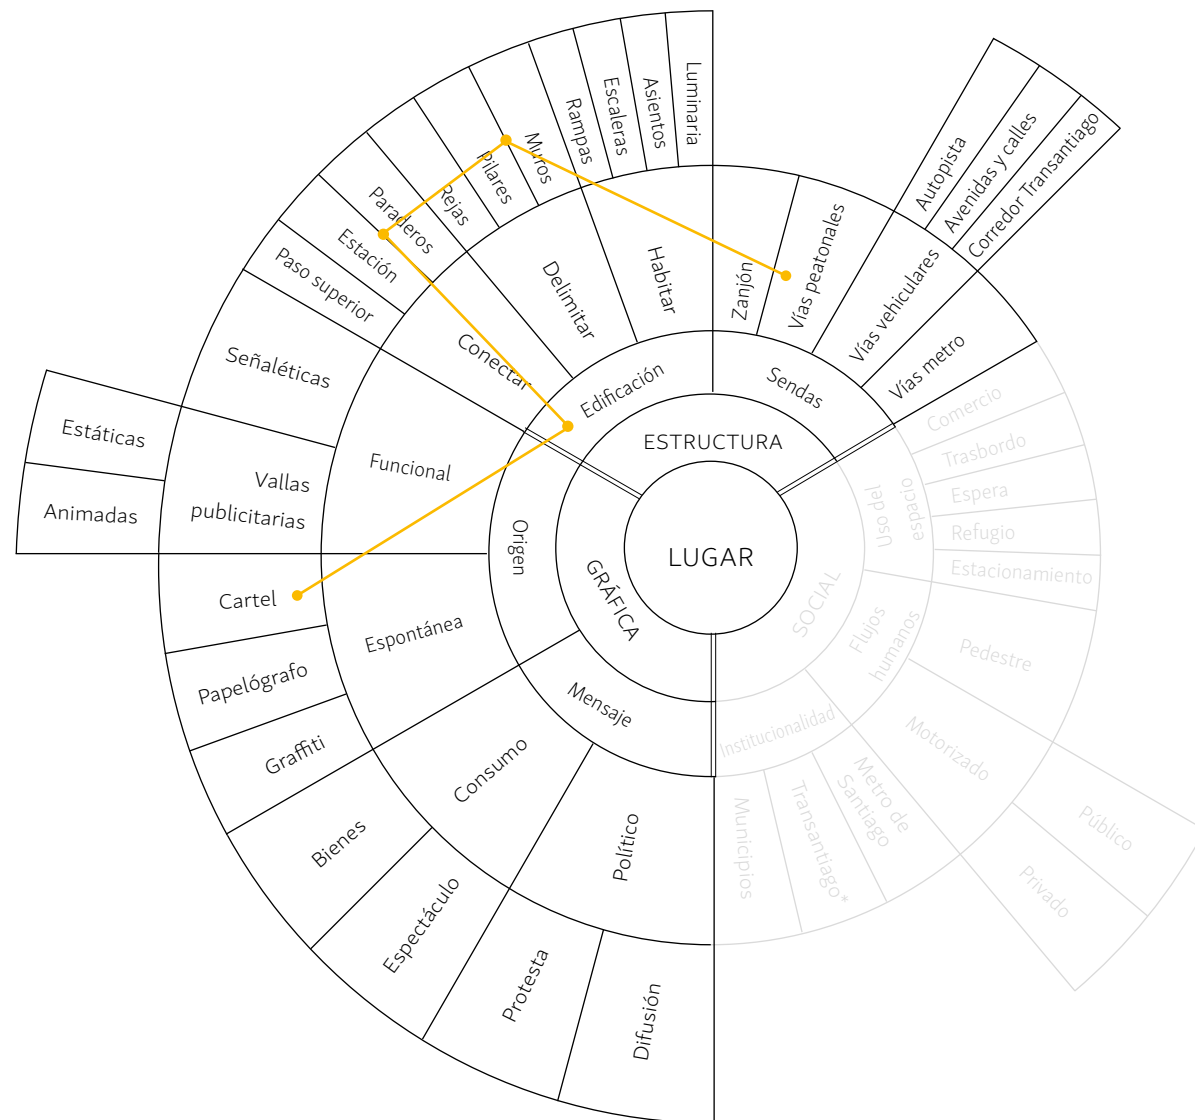 LUGAR
ESTRUCTURA
Edificación
Conectar
Paso superior
Estación
Paraderos
Delimitar
Rejas
Pilares
Muros
Habitar
Rampas
Escaleras
Asientos
Luminaria
Sendas
Zanjón
Vías peatonales
Vías vehiculares
Autopista
Avenidas y calles
Corredor Transantiago
Vías metro
SOCIAL
Uso del
espacio
Comercio
Trasbordo
Espera
Refugio
Estacionamiento
Flujos
humanos
Pedestre
Motorizado
Público
Privado
Institucionalidad
Metro de
Santiago
Transantiago*
Municipios
GRÁFICA
Mensaje
Político
Difusión
Protesta
Consumo
Espectáculo
Bienes
Origen
Espontánea
Graffiti
Papelógrafo
Cartel
Funcional
Vallas
publicitarias
Animadas
Estáticas
Señaléticas